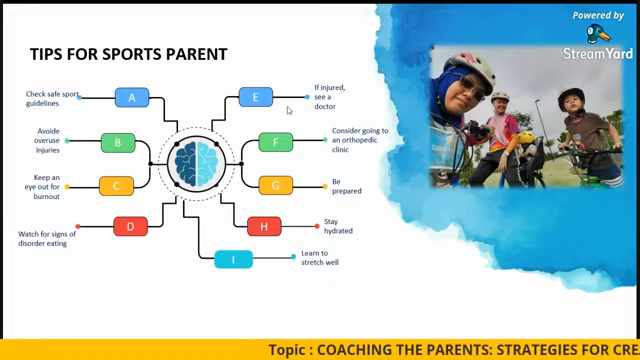 Powered by
StreamYard
TIPS FOR SPORTS PARENT
Check safe sport
guidelines
A
Avoide
overuse
injuries
B
Keep an
eye out for
burnout
C
Watch for signs of
disorder eating
D
E
If injured,
see a
doctor
F
Consider going to
an orthopedic
clinic
G
Be
prepared
H
Stay
hydrated
I
Learn to
stretch well
Topic : COACHING THE PARENTS: STRATEGIES FOR CRE